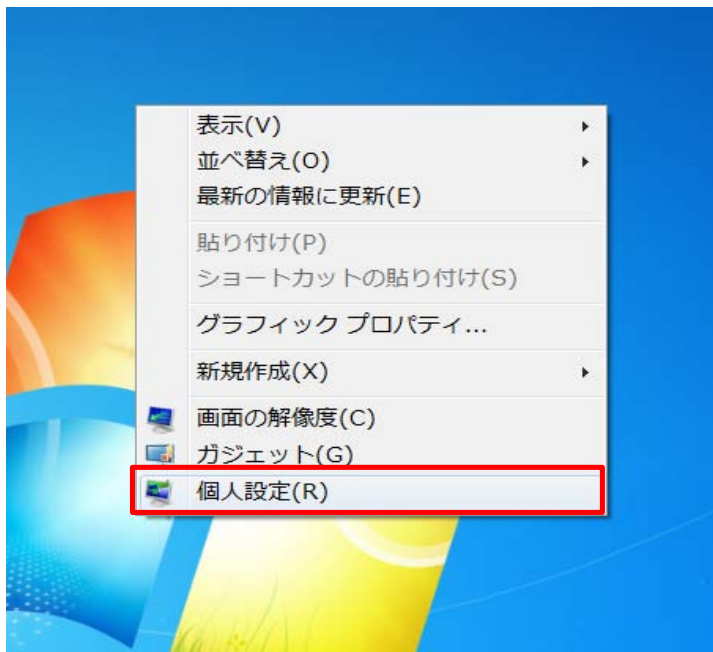 表示(V)
並べ替え(O)
最新の情報に更新(E)
貼り付け(P)
ショートカットの貼り付け(S)
グラフィック プロパティ...
新規作成(X)
画面の解像度(C)
ガジェット(G)
個人設定(R)